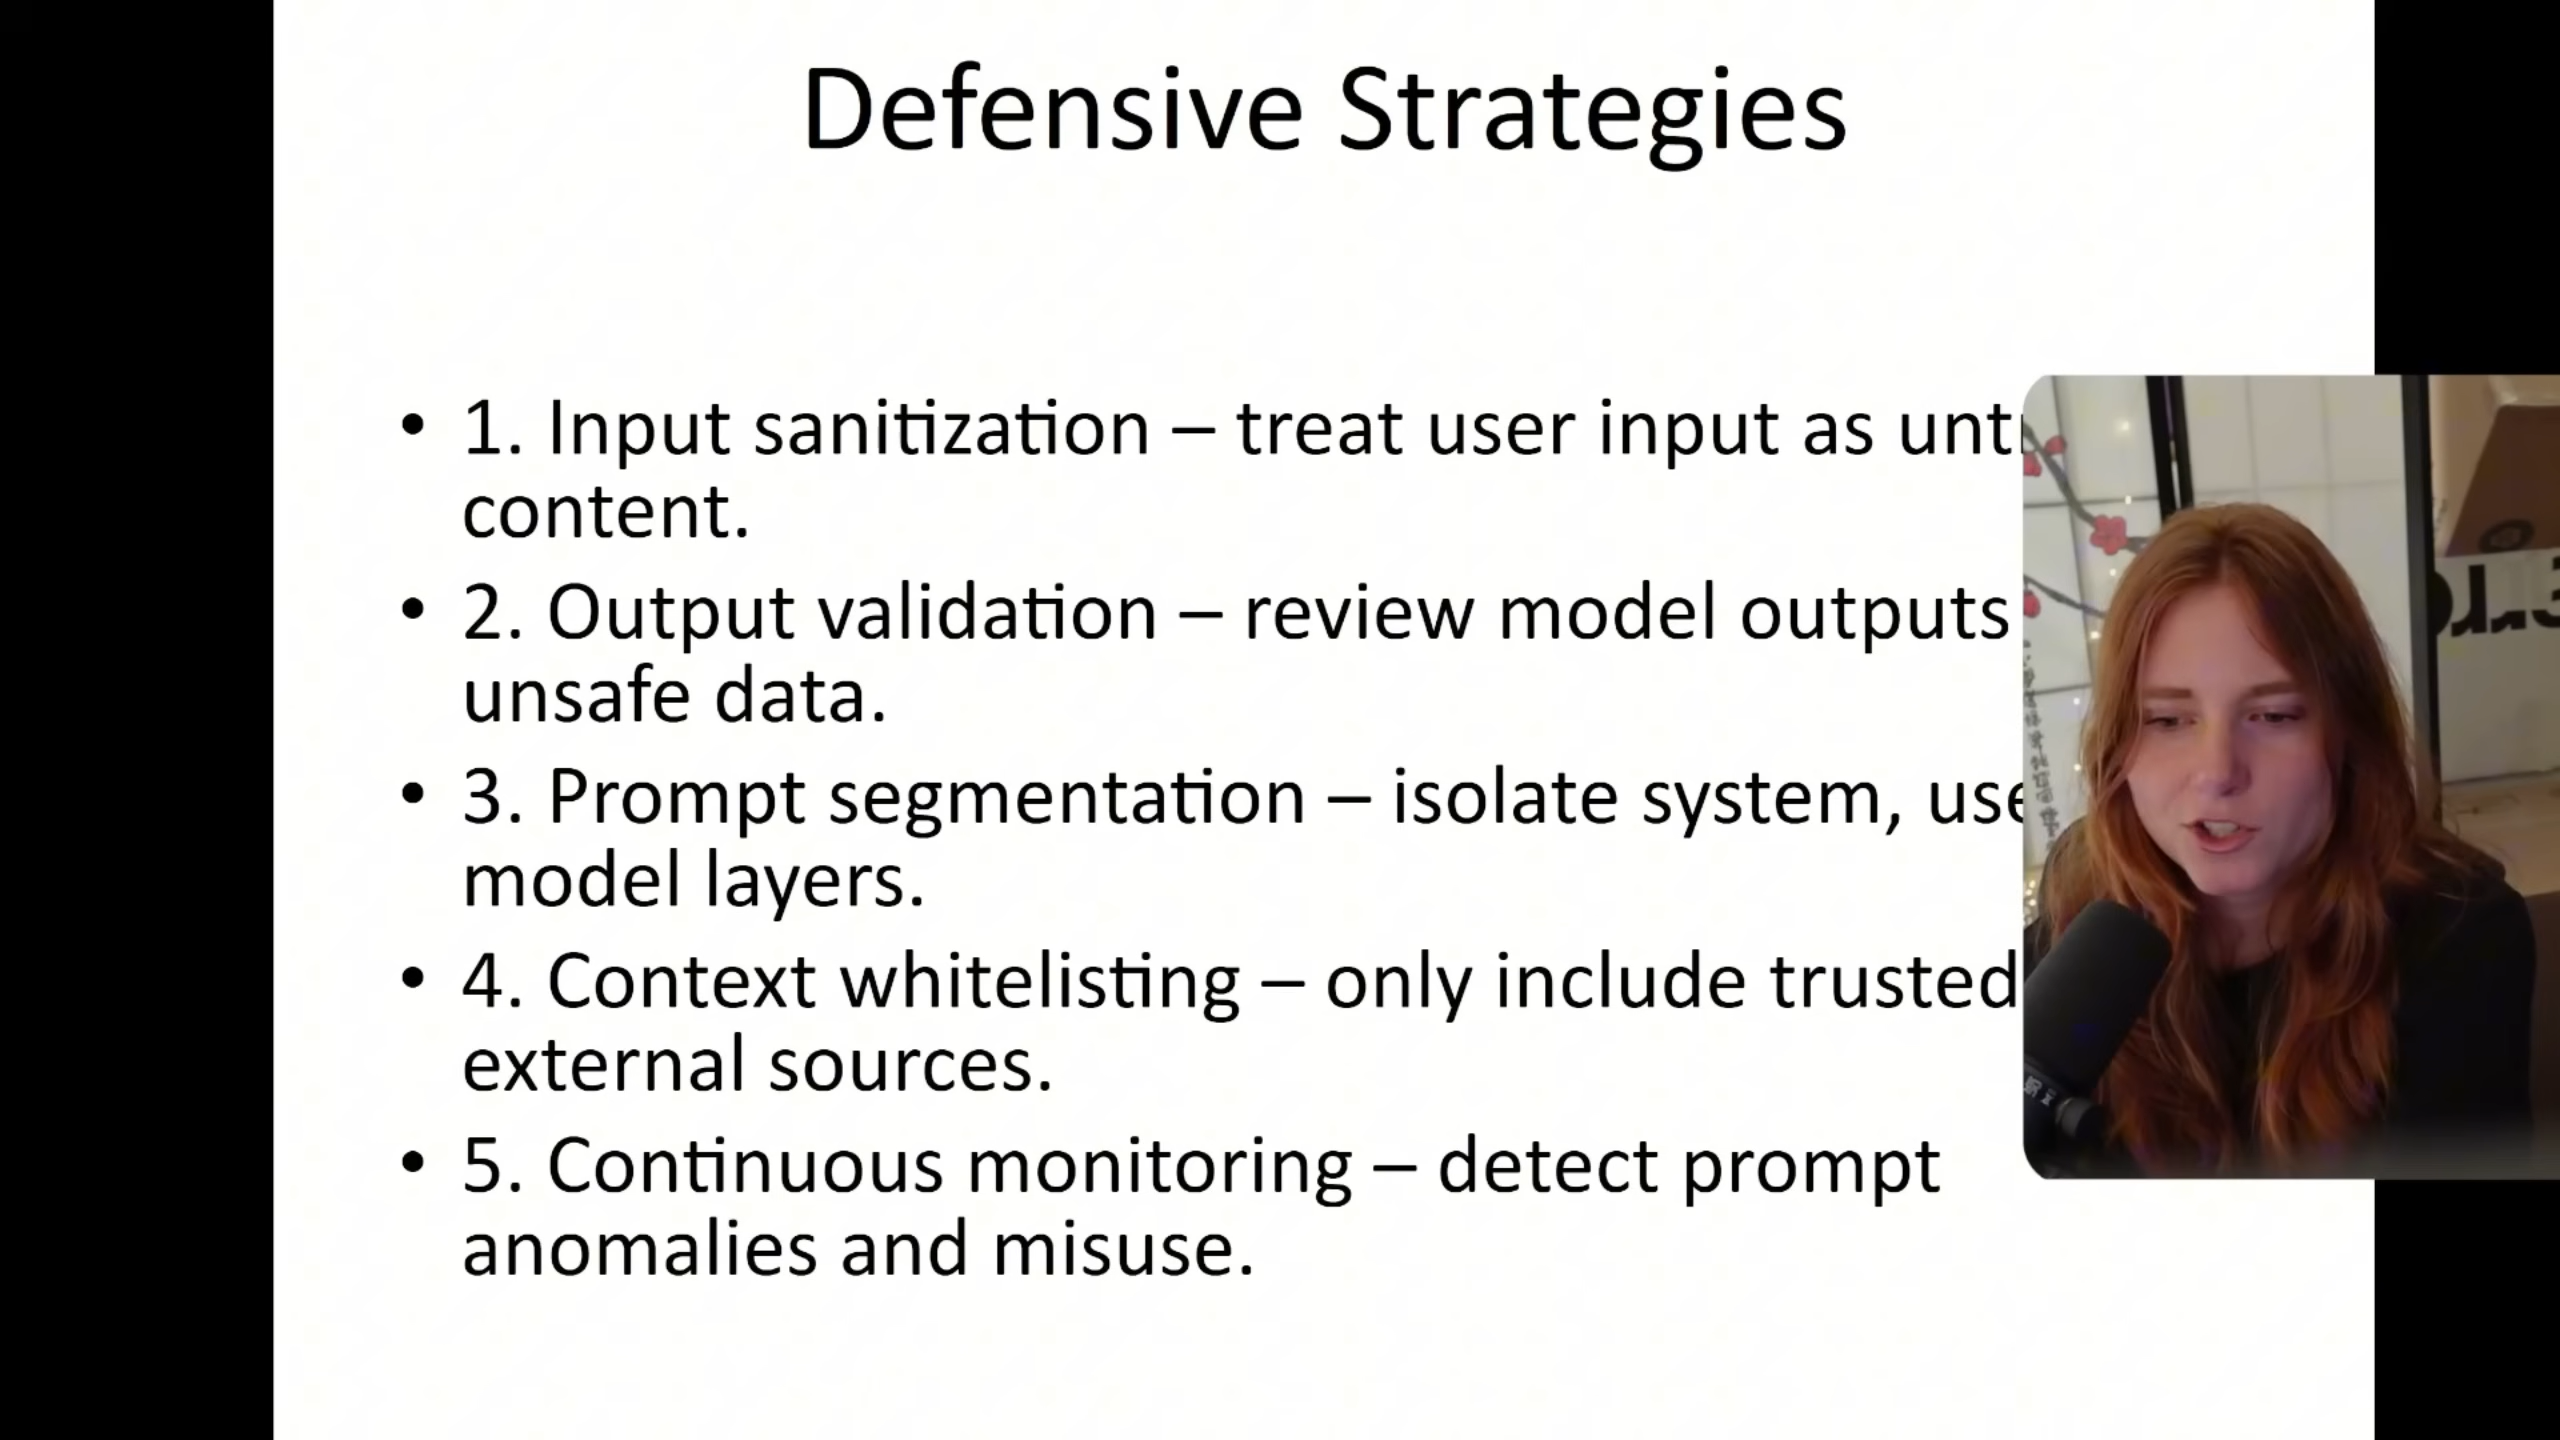 Defensive Strategies
• 1. Input sanitization – treat user input as
content.
• 2. Output validation – review model outputs
unsafe data.
• 3. Prompt segmentation – isolate system,
model layers.
• 4. Context whitelisting – only include trusted
external sources.
• 5. Continuous monitoring – detect prompt
anomalies and misuse.